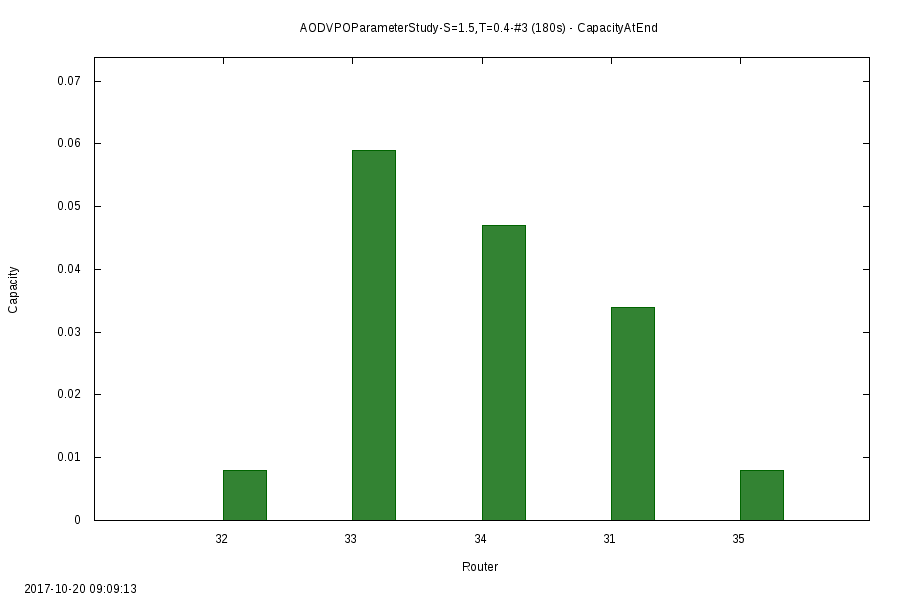 AODVPOParameterStudy-S=1.5,T=0.4-#3 (180s) - CapacityAtEnd
0.07
0.06
0.05
0.04
0.03
0.02
0.01
0
Capacity
32 33 34 31 35
Router
2017-10-20 09:09:13